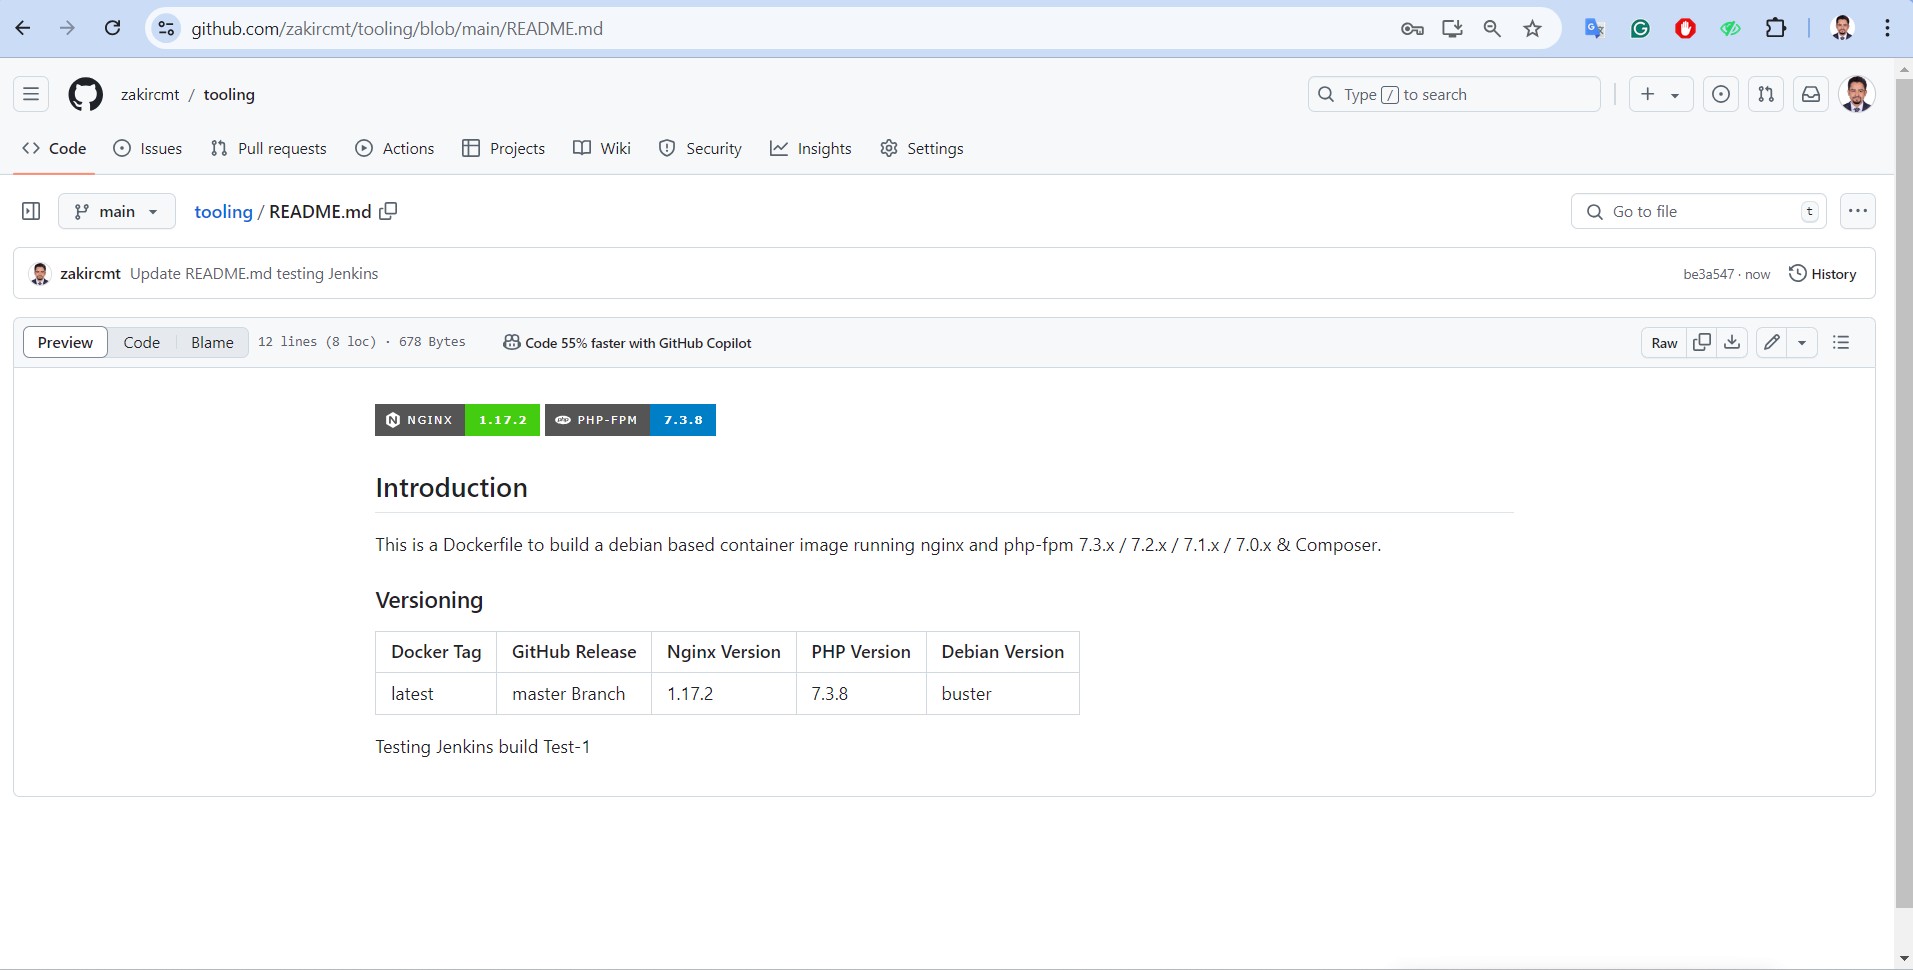 github.com/zakircmt/tooling/blob/main/README.md
zakircmt / tooling
Type / to search
Code Issues Pull requests Actions Projects Wiki Security Insights Settings
main tooling / README.md
Go to file t
zakircmt Update README.md testing Jenkins
be3a547 · now History
Preview Code Blame 12 lines (8 loc) · 678 Bytes Code 55% faster with GitHub Copilot
Raw
NGINX 1.17.2 php PHP-FPM 7.3.8
Introduction
This is a Dockerfile to build a debian based container image running nginx and php-fpm 7.3.x / 7.2.x / 7.1.x / 7.0.x & Composer.
Versioning
Docker Tag GitHub Release Nginx Version PHP Version Debian Version
latest master Branch 1.17.2 7.3.8 buster
Testing Jenkins build Test-1